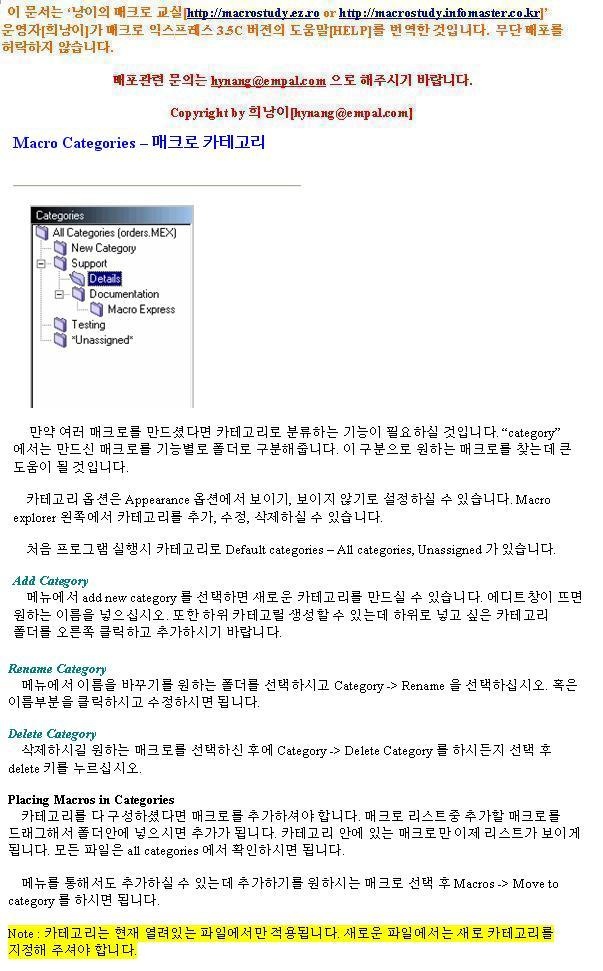 이 문서는 ‘낭이의 매크로 교실[http://macrostudy.ez.ro or http://macrostudy.infomaster.co.kr]’
운영자[희낭이]가 매크로 익스프레스 3.5C 버젼의 도움말[HELP]를 번역한 것입니다. 무단 배포를
허락하지 않습니다.
배포관련 문의는 hynang@empal.com 으로 해주시기 바랍니다.
Copyright by 희낭이[hynang@empal.com]
Macro Categories – 매크로 카테고리
Categories
All Categories (orders.MEX)
New Category
Support
Details
Documentation
Macro Express
Testing
*Unassigned*
만약 여러 매크로를 만드셨다면 카테고리로 분류하는 기능이 필요하실 것입니다. “category”
에서는 만드신 매크로를 기능별로 폴더로 구분해줍니다. 이 구분으로 원하는 매크로를 찾는데 큰
도움이 될 것입니다.
카테고리 옵션은 Appearance 옵션에서 보이기, 보이지 않기로 설정하실 수 있습니다. Macro
explorer 왼쪽에서 카테고리를 추가, 수정, 삭제하실 수 있습니다.
처음 프로그램 실행시 카테고리로 Default categories – All categories, Unassigned 가 있습니다.
Add Category
메뉴에서 add new category 를 선택하면 새로운 카테고리를 만드실 수 있습니다. 에디트창이 뜨면
원하는 이름을 넣으십시오. 또한 하위 카테고릴 생성할 수 있는데 하위로 넣고 싶은 카테고리
폴더를 오른쪽 클릭하고 추가하시기 바랍니다.
Rename Category
메뉴에서 이름을 바꾸기를 원하는 폴더를 선택하시고 Category -> Rename 을 선택하십시오. 혹은
이름부분을 클릭하시고 수정하시면 됩니다.
Delete Category
삭제하시길 원하는 매크로를 선택하신 후에 Category -> Delete Category 를 하시든지 선택 후
delete 키를 누르십시오.
Placing Macros in Categories
카테고리를 다 구성하셨다면 매크로를 추가하셔야 합니다. 매크로 리스트중 추가할 매크로를
드래그해서 폴더안에 넣으시면 추가가 됩니다. 카테고리 안에 있는 매크로만 이제 리스트가 보이게
됩니다. 모든 파일은 all categories 에서 확인하시면 됩니다.
메뉴를 통해서도 추가하실 수 있는데 추가하기를 원하시는 매크로 선택 후 Macros -> Move to
category 를 하시면 됩니다.
Note : 카테고리는 현재 열려있는 파일에서만 적용됩니다. 새로운 파일에서는 새로 카테고리를
지정해 주셔야 합니다.